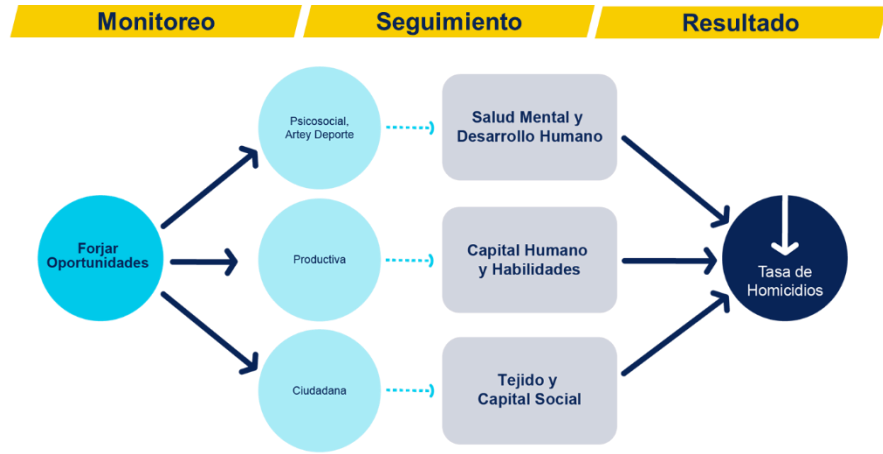 Monitoreo
Seguimiento
Resultado
Psicosocial,
Artey Deporte
Salud Mental y
Desarrollo Humano
Forjar
Oportunidades
Productiva
Capital Humano
y Habilidades
Tasa de
Homicidios
Ciudadana
Tejido y
Capital Social